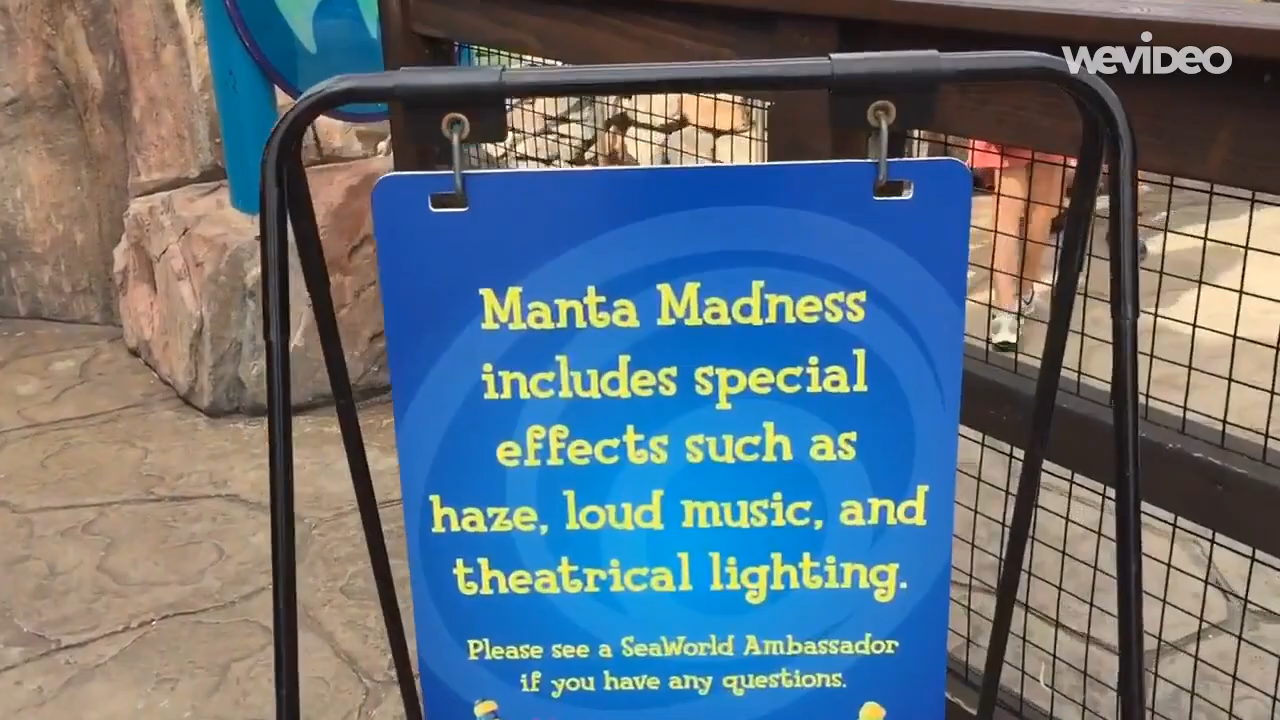 WEVIDEO
Manta Madness
includes special
effects such as
haze, loud music, and
theatrical lighting.
Please see a SeaWorld Ambassador
if you have any questions.